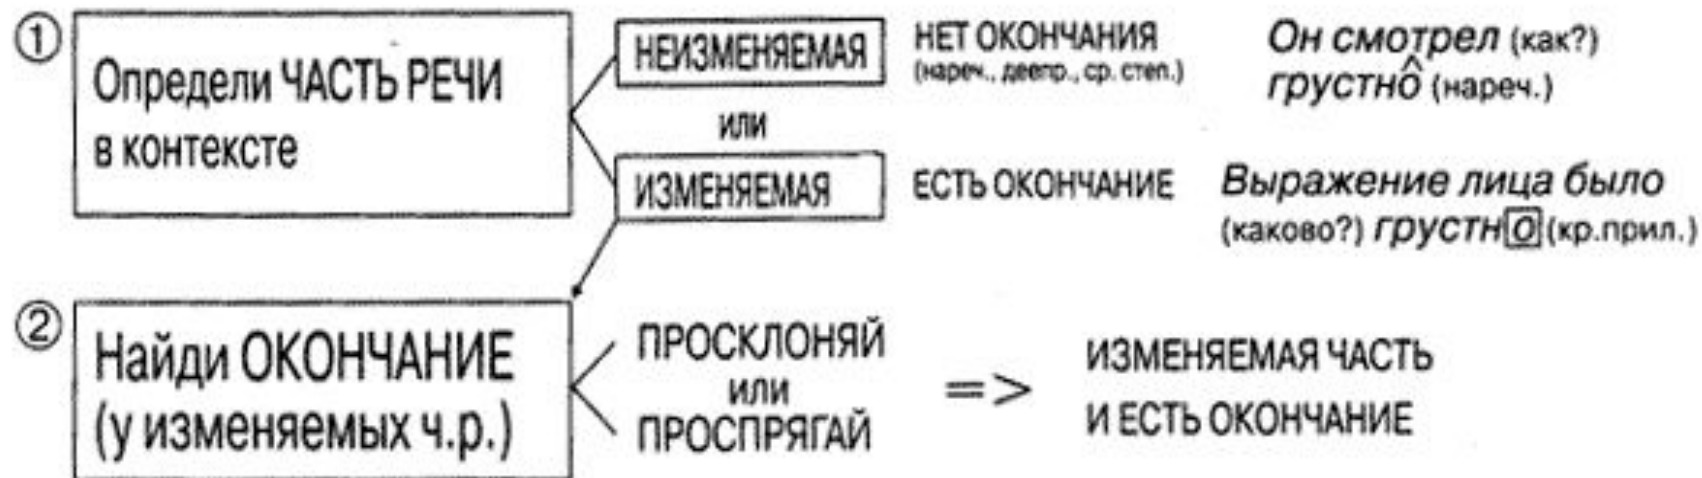 ①
Определи ЧАСТЬ РЕЧИ
в контексте
НЕИЗМЕНЯЕМАЯ
или
ИЗМЕНЯЕМАЯ
НЕТ ОКОНЧАНИЯ
(нареч., деепр., ср. степ.)
Он смотрел (как?)
грустно (нареч.)
ЕСТЬ ОКОНЧАНИЕ
Выражение лица было
(каково?) грустно (кр.прил.)
②
Найди ОКОНЧАНИЕ
(у изменяемых ч.р.)
ПРОСКЛОНЯЙ
или
ПРОСПРЯГАЙ
=>
ИЗМЕНЯЕМАЯ ЧАСТЬ
И ЕСТЬ ОКОНЧАНИЕ